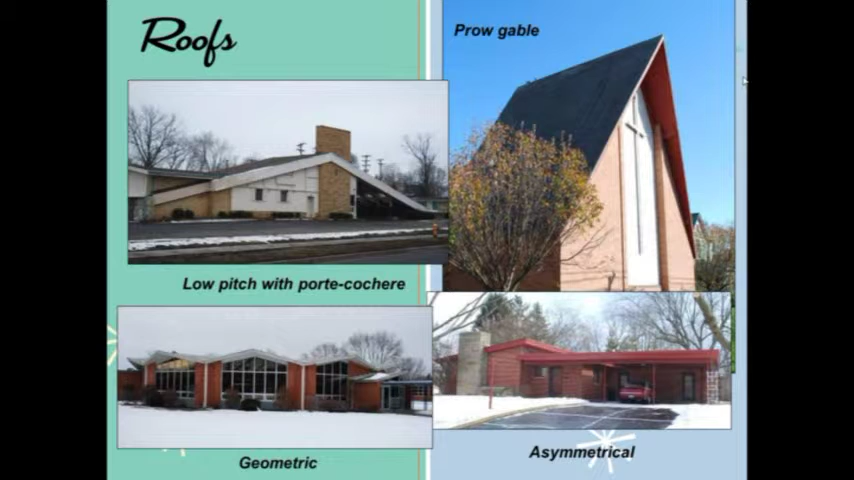 Roofs
Prow gable
Low pitch with porte-cochere
Geometric
Asymmetrical